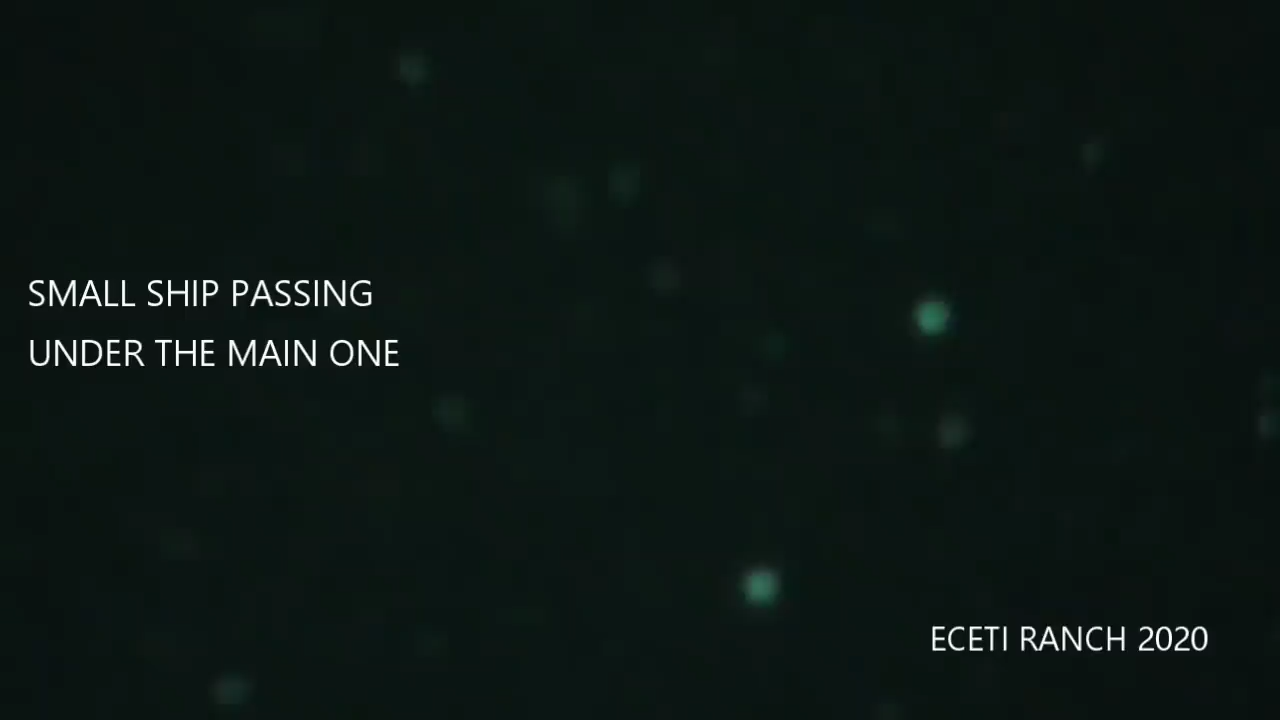 SMALL SHIP PASSING
UNDER THE MAIN ONE
ECETI RANCH 2020